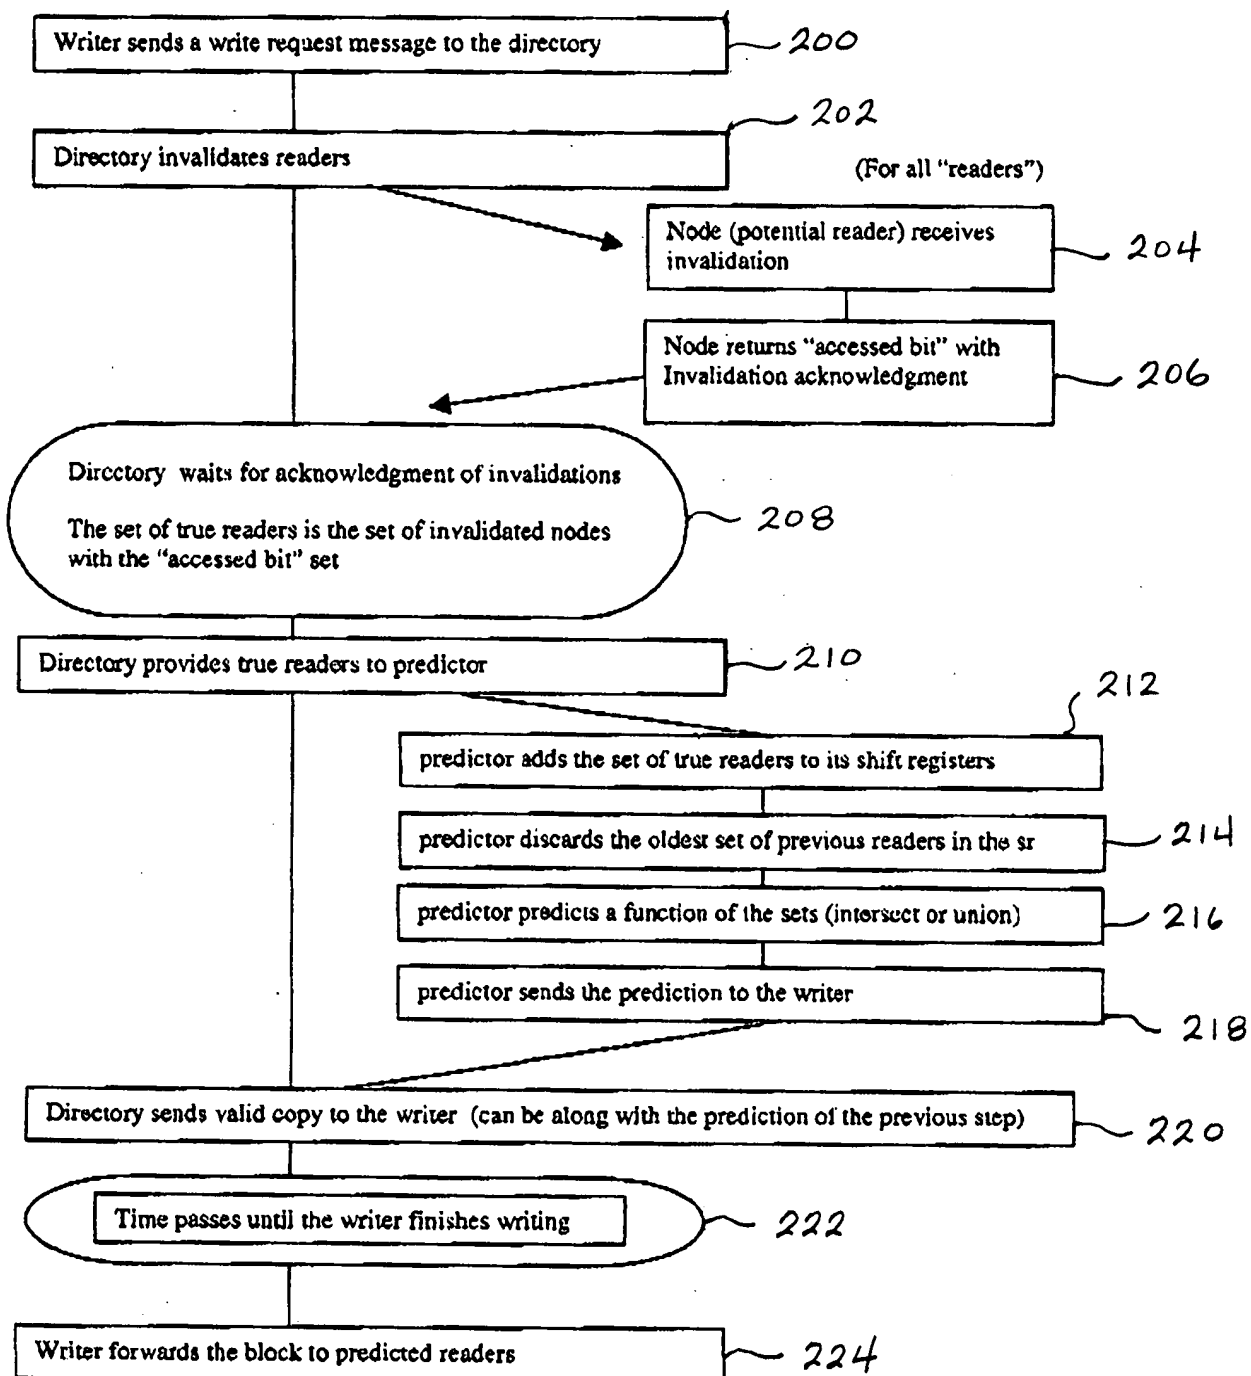 Writer sends a write request message to the directory
200
202
Directory invalidates readers
(For all "readers")
Node (potential reader) receives
invalidation
204
Node returns "accessed bit" with
Invalidation acknowledgment
206
Directory waits for acknowledgment of invalidations
The set of true readers is the set of invalidated nodes
with the "accessed bit" set
208
Directory provides true readers to predictor
210
212
predictor adds the set of true readers to its shift registers
predictor discards the oldest set of previous readers in the sr
214
predictor predicts a function of the sets (intersect or union)
216
predictor sends the prediction to the writer
218
Directory sends valid copy to the writer (can be along with the prediction of the previous step)
220
Time passes until the writer finishes writing
222
Writer forwards the block to predicted readers
224